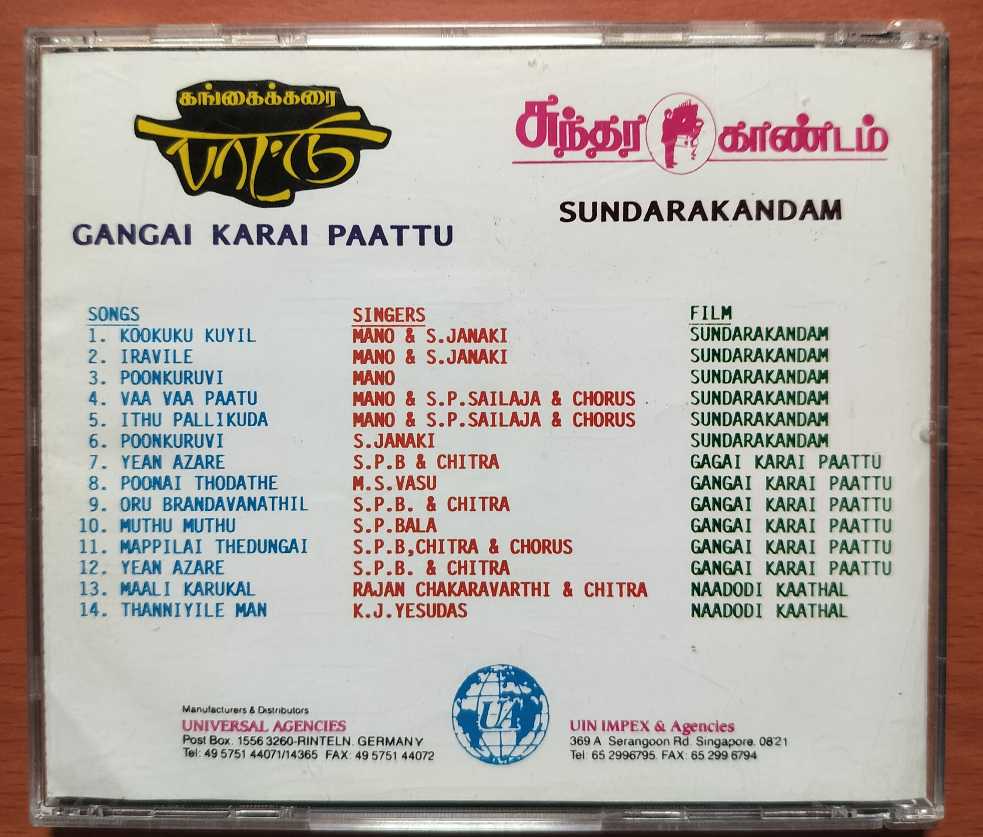 கங்கைக்கரை
பாட்டு
GANGAI KARAI PAATTU
சுந்தர காண்டம்
SUNDARAKANDAM
SONGS SINGERS FILM
1. KOOKUKU KUYIL MANO & S.JANAKI SUNDARAKANDAM
2. IRAVILE MANO & S.JANAKI SUNDARAKANDAM
3. POONKURUVI MANO SUNDARAKANDAM
4. VAA VAA PAATU MANO & S.P.SAILAJA & CHORUS SUNDARAKANDAM
5. ITHU PALLIKUDA MANO & S.P.SAILAJA & CHORUS SUNDARAKANDAM
6. POONKURUVI S.JANAKI SUNDARAKANDAM
7. YEAN AZARE S.P.B & CHITRA GAGAI KARAI PAATTU
8. POONAI THODATHE M.S.VASU GANGAI KARAI PAATTU
9. ORU BRANDAVANATHIL S.P.B. & CHITRA GANGAI KARAI PAATTU
10. MUTHU MUTHU S.P.BALA GANGAI KARAI PAATTU
11. MAPPILAI THEDUNGAI S.P.B,CHITRA & CHORUS GANGAI KARAI PAATTU
12. YEAN AZARE S.P.B. & CHITRA GANGAI KARAI PAATTU
13. MAALI KARUKAL RAJAN CHAKARAVARTHI & CHITRA NAADODI KAATHAL
14. THANNIYILE MAN K.J.YESUDAS NAADODI KAATHAL
Manufacturers & Distributors
UNIVERSAL AGENCIES
Post Box. 1556 3260-RINTELN. GERMANY
Tel: 49 5751 44071/14365 FAX 49 5751 44072
UA
UIN IMPEX & Agencies
369 A Serangoon Rd. Singapore. 0821
Tel: 65 2996795. FAX: 65 299 6794